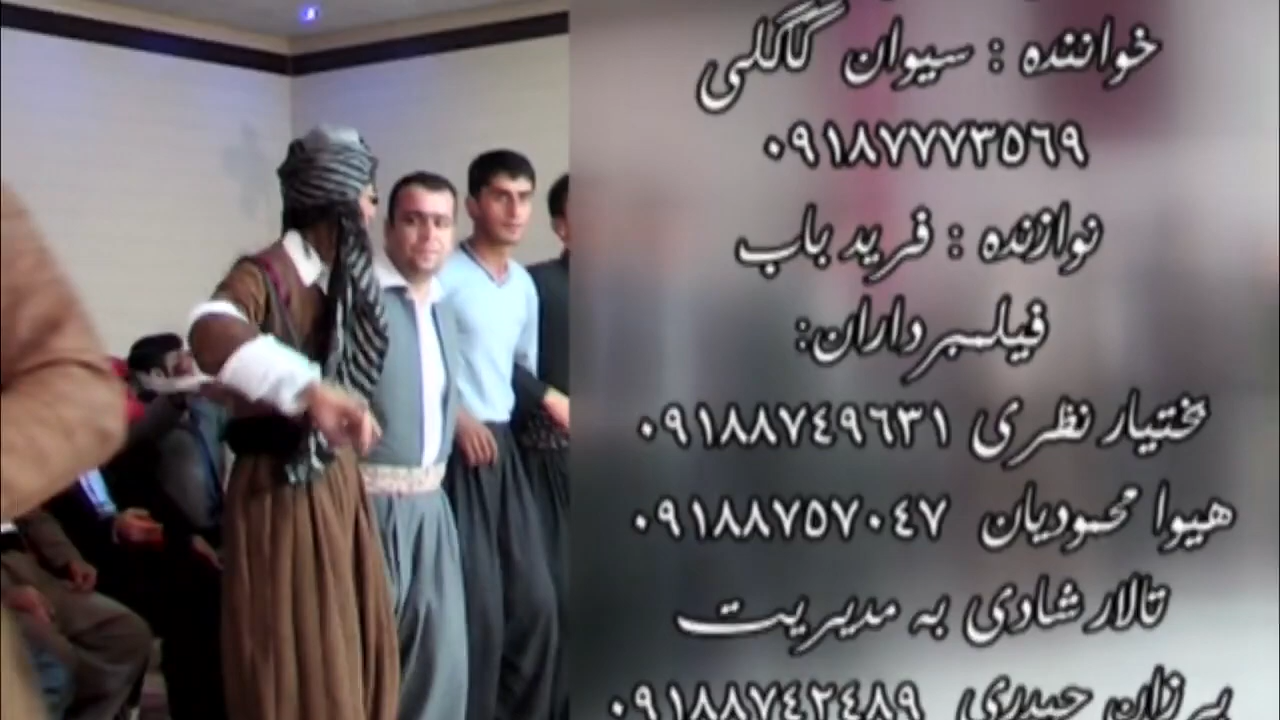 خواننده : سیوان گاگلی
۰۹۱۸۷۷۷۳۵۶۹
نوازنده : فرید باب
فیلمبرداران:
بختیار نظری ۰۹۱۸۸۷۴۹۶۳۱
هیوا محمودیان ۰۹۱۸۸۷۵۷۰۴۷
تالار شادی به مدیریت
برزان حیدری ۰۹۱۸۸۷۴۲۴۸۹